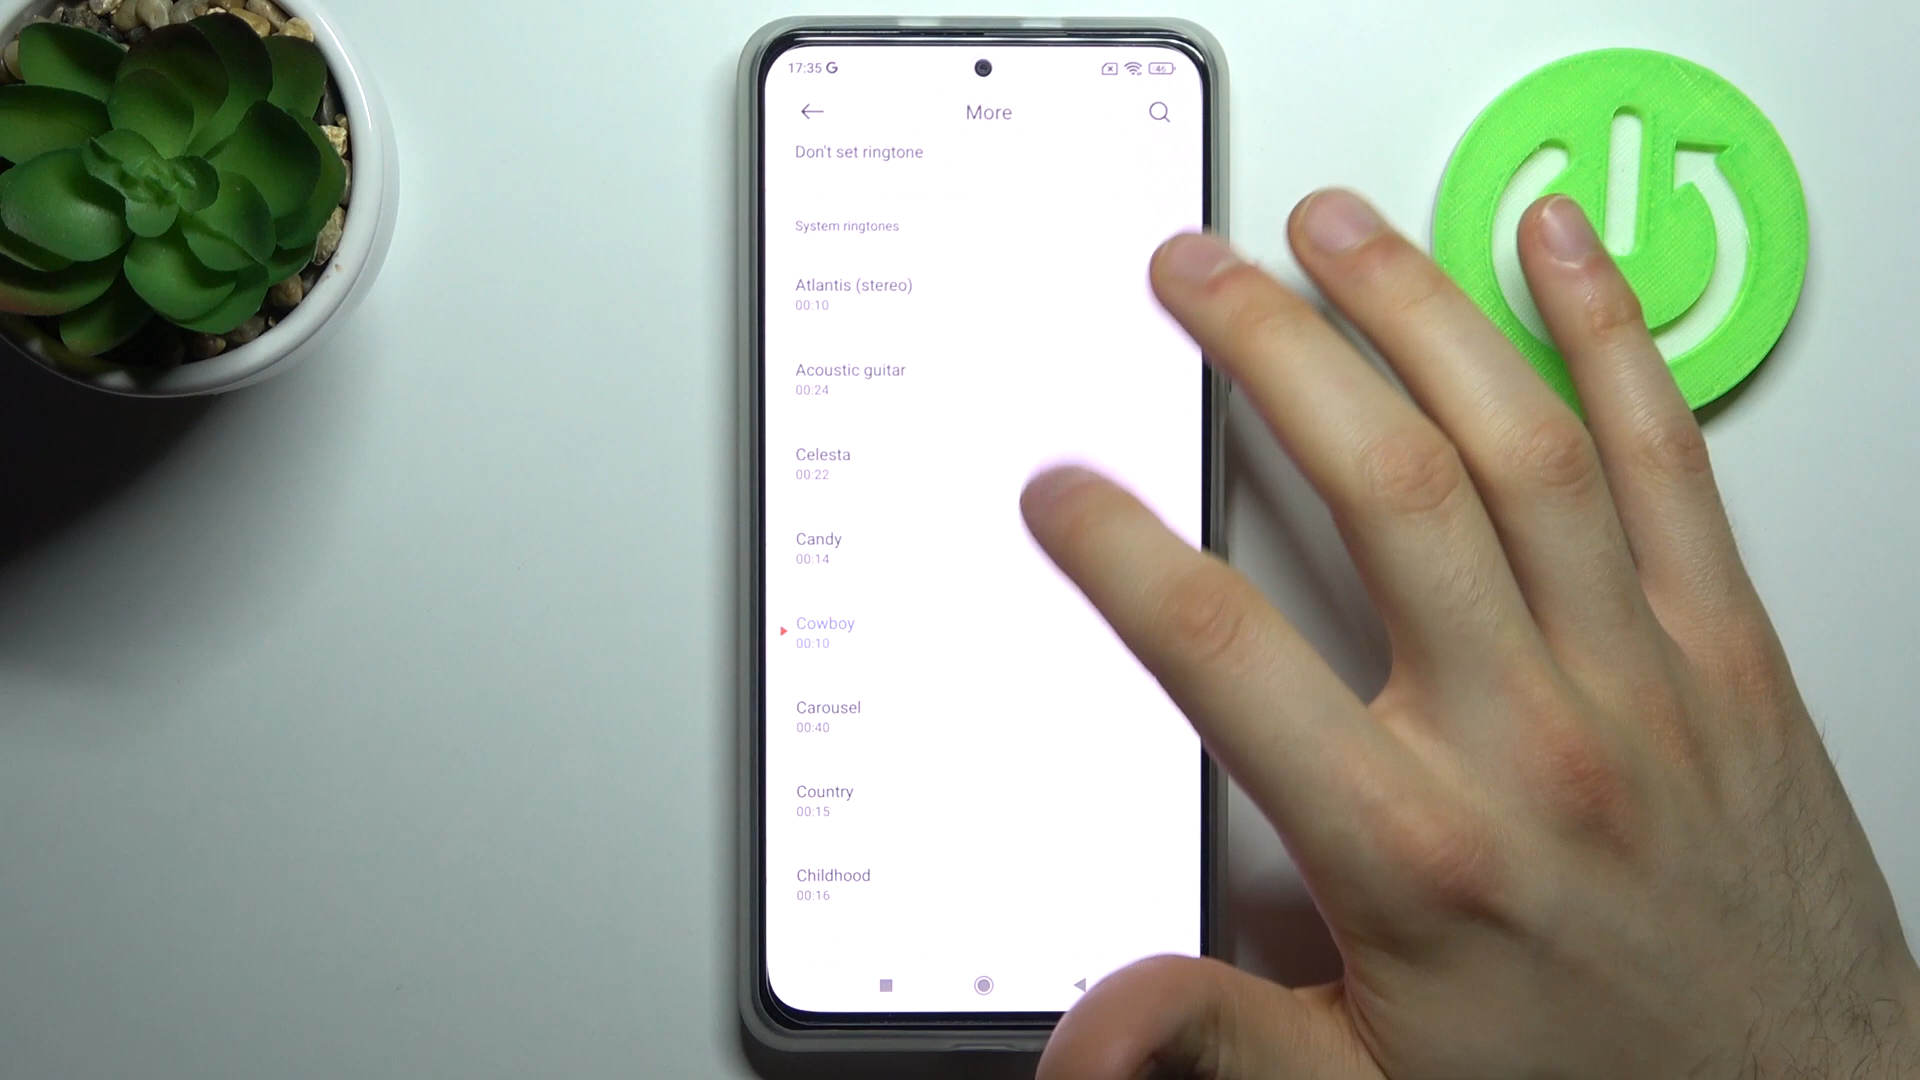 17:35 G
46
More
Don't set ringtone
System ringtones
Atlantis (stereo)
00:10
Acoustic guitar
00:24
Celesta
00:22
Candy
00:14
Cowboy
00:10
Carousel
00:40
Country
00:15
Childhood
00:16